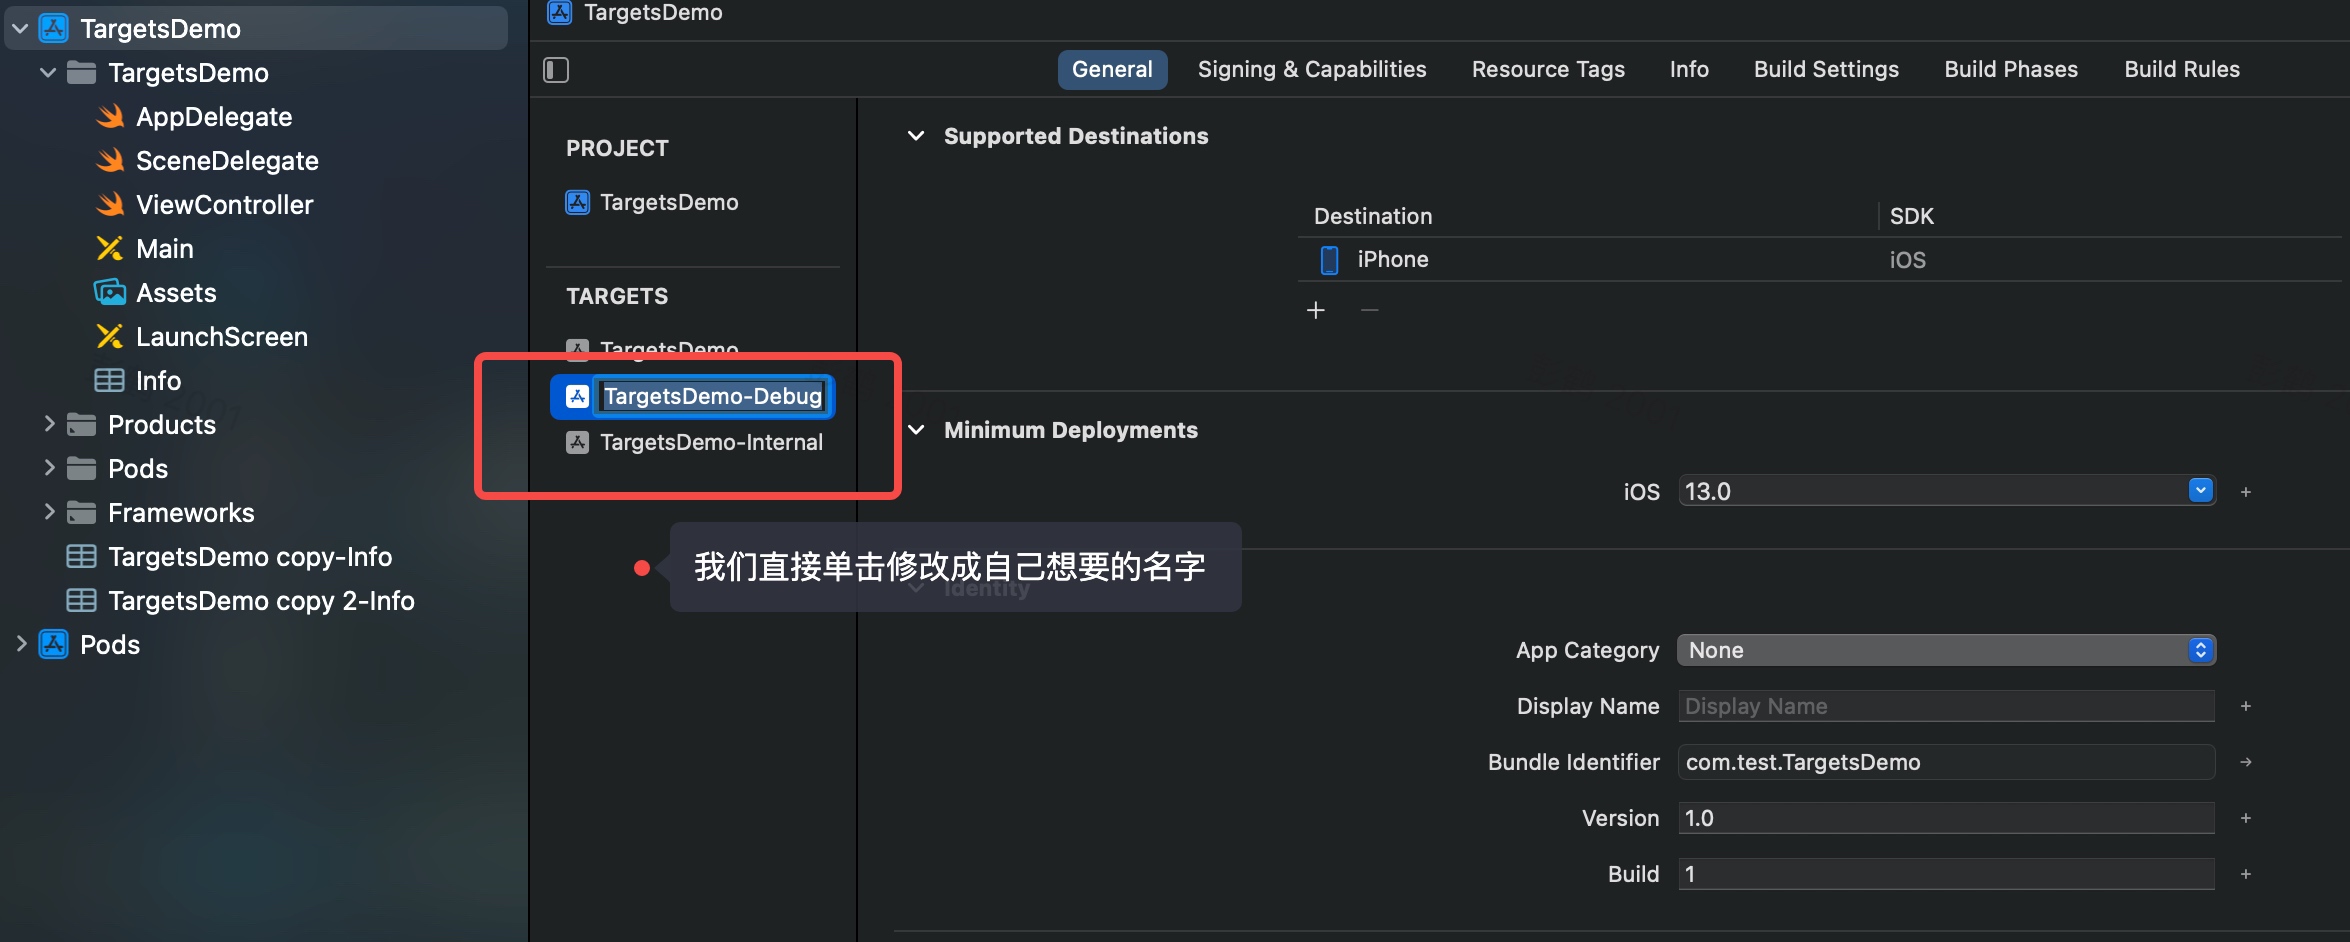 TargetsDemo
TargetsDemo
AppDelegate
SceneDelegate
ViewController
Main
Assets
LaunchScreen
Info
Products
Pods
Frameworks
TargetsDemo copy-Info
TargetsDemo copy 2-Info
Pods
TargetsDemo
General Signing & Capabilities Resource Tags Info Build Settings Build Phases Build Rules
PROJECT
TargetsDemo
TARGETS
TargetsDemo
TargetsDemo-Debug
TargetsDemo-Internal
我们直接单击修改成自己想要的名字
Supported Destinations
Destination SDK
iPhone iOS
Minimum Deployments
iOS 13.0
Identity
App Category None
Display Name Display Name
Bundle Identifier com.test.TargetsDemo
Version 1.0
Build 1